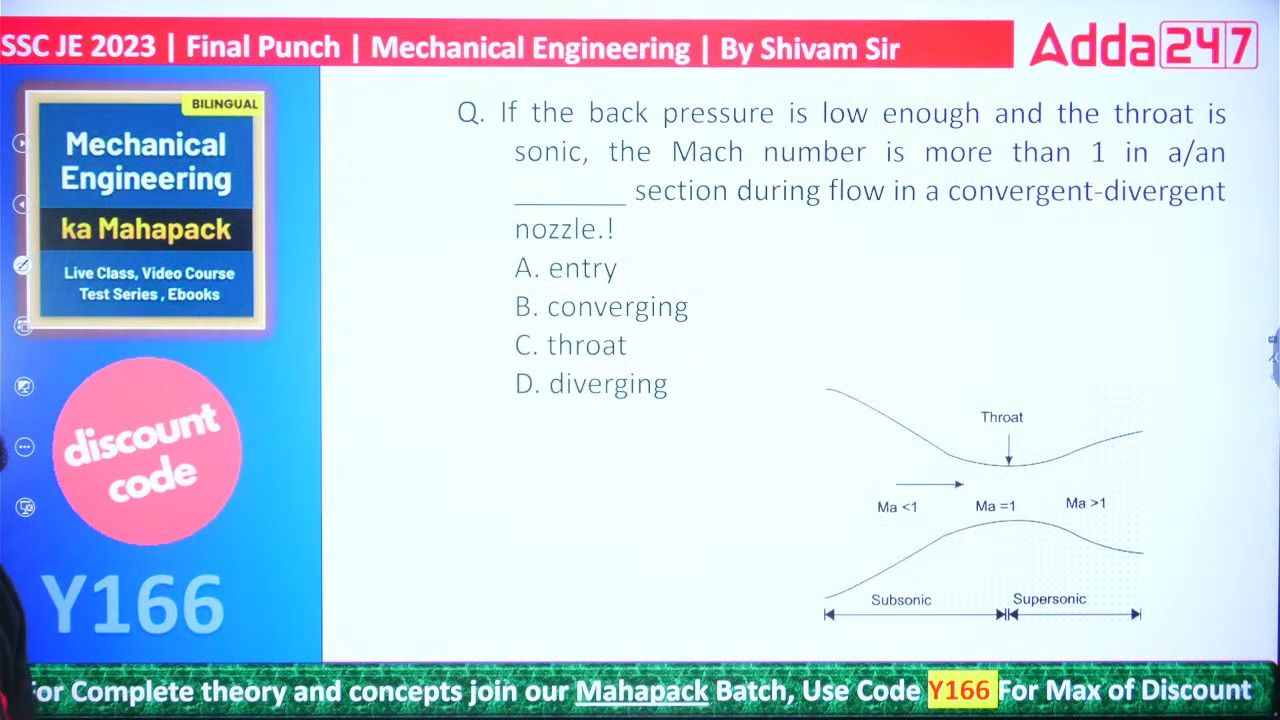 SSC JE 2023 | Final Punch | Mechanical Engineering | By Shivam Sir
Adda247
BILINGUAL
Mechanical
Engineering
ka Mahapack
Live Class, Video Course
Test Series , Ebooks
discount
code
Y166
Q. If the back pressure is low enough and the throat is
sonic, the Mach number is more than 1 in a/an
________ section during flow in a convergent-divergent
nozzle.!
A. entry
B. converging
C. throat
D. diverging
Throat
Ma <1
Ma =1
Ma >1
Subsonic
Supersonic
For Complete theory and concepts join our Mahapack Batch, Use Code Y166 For Max of Discount